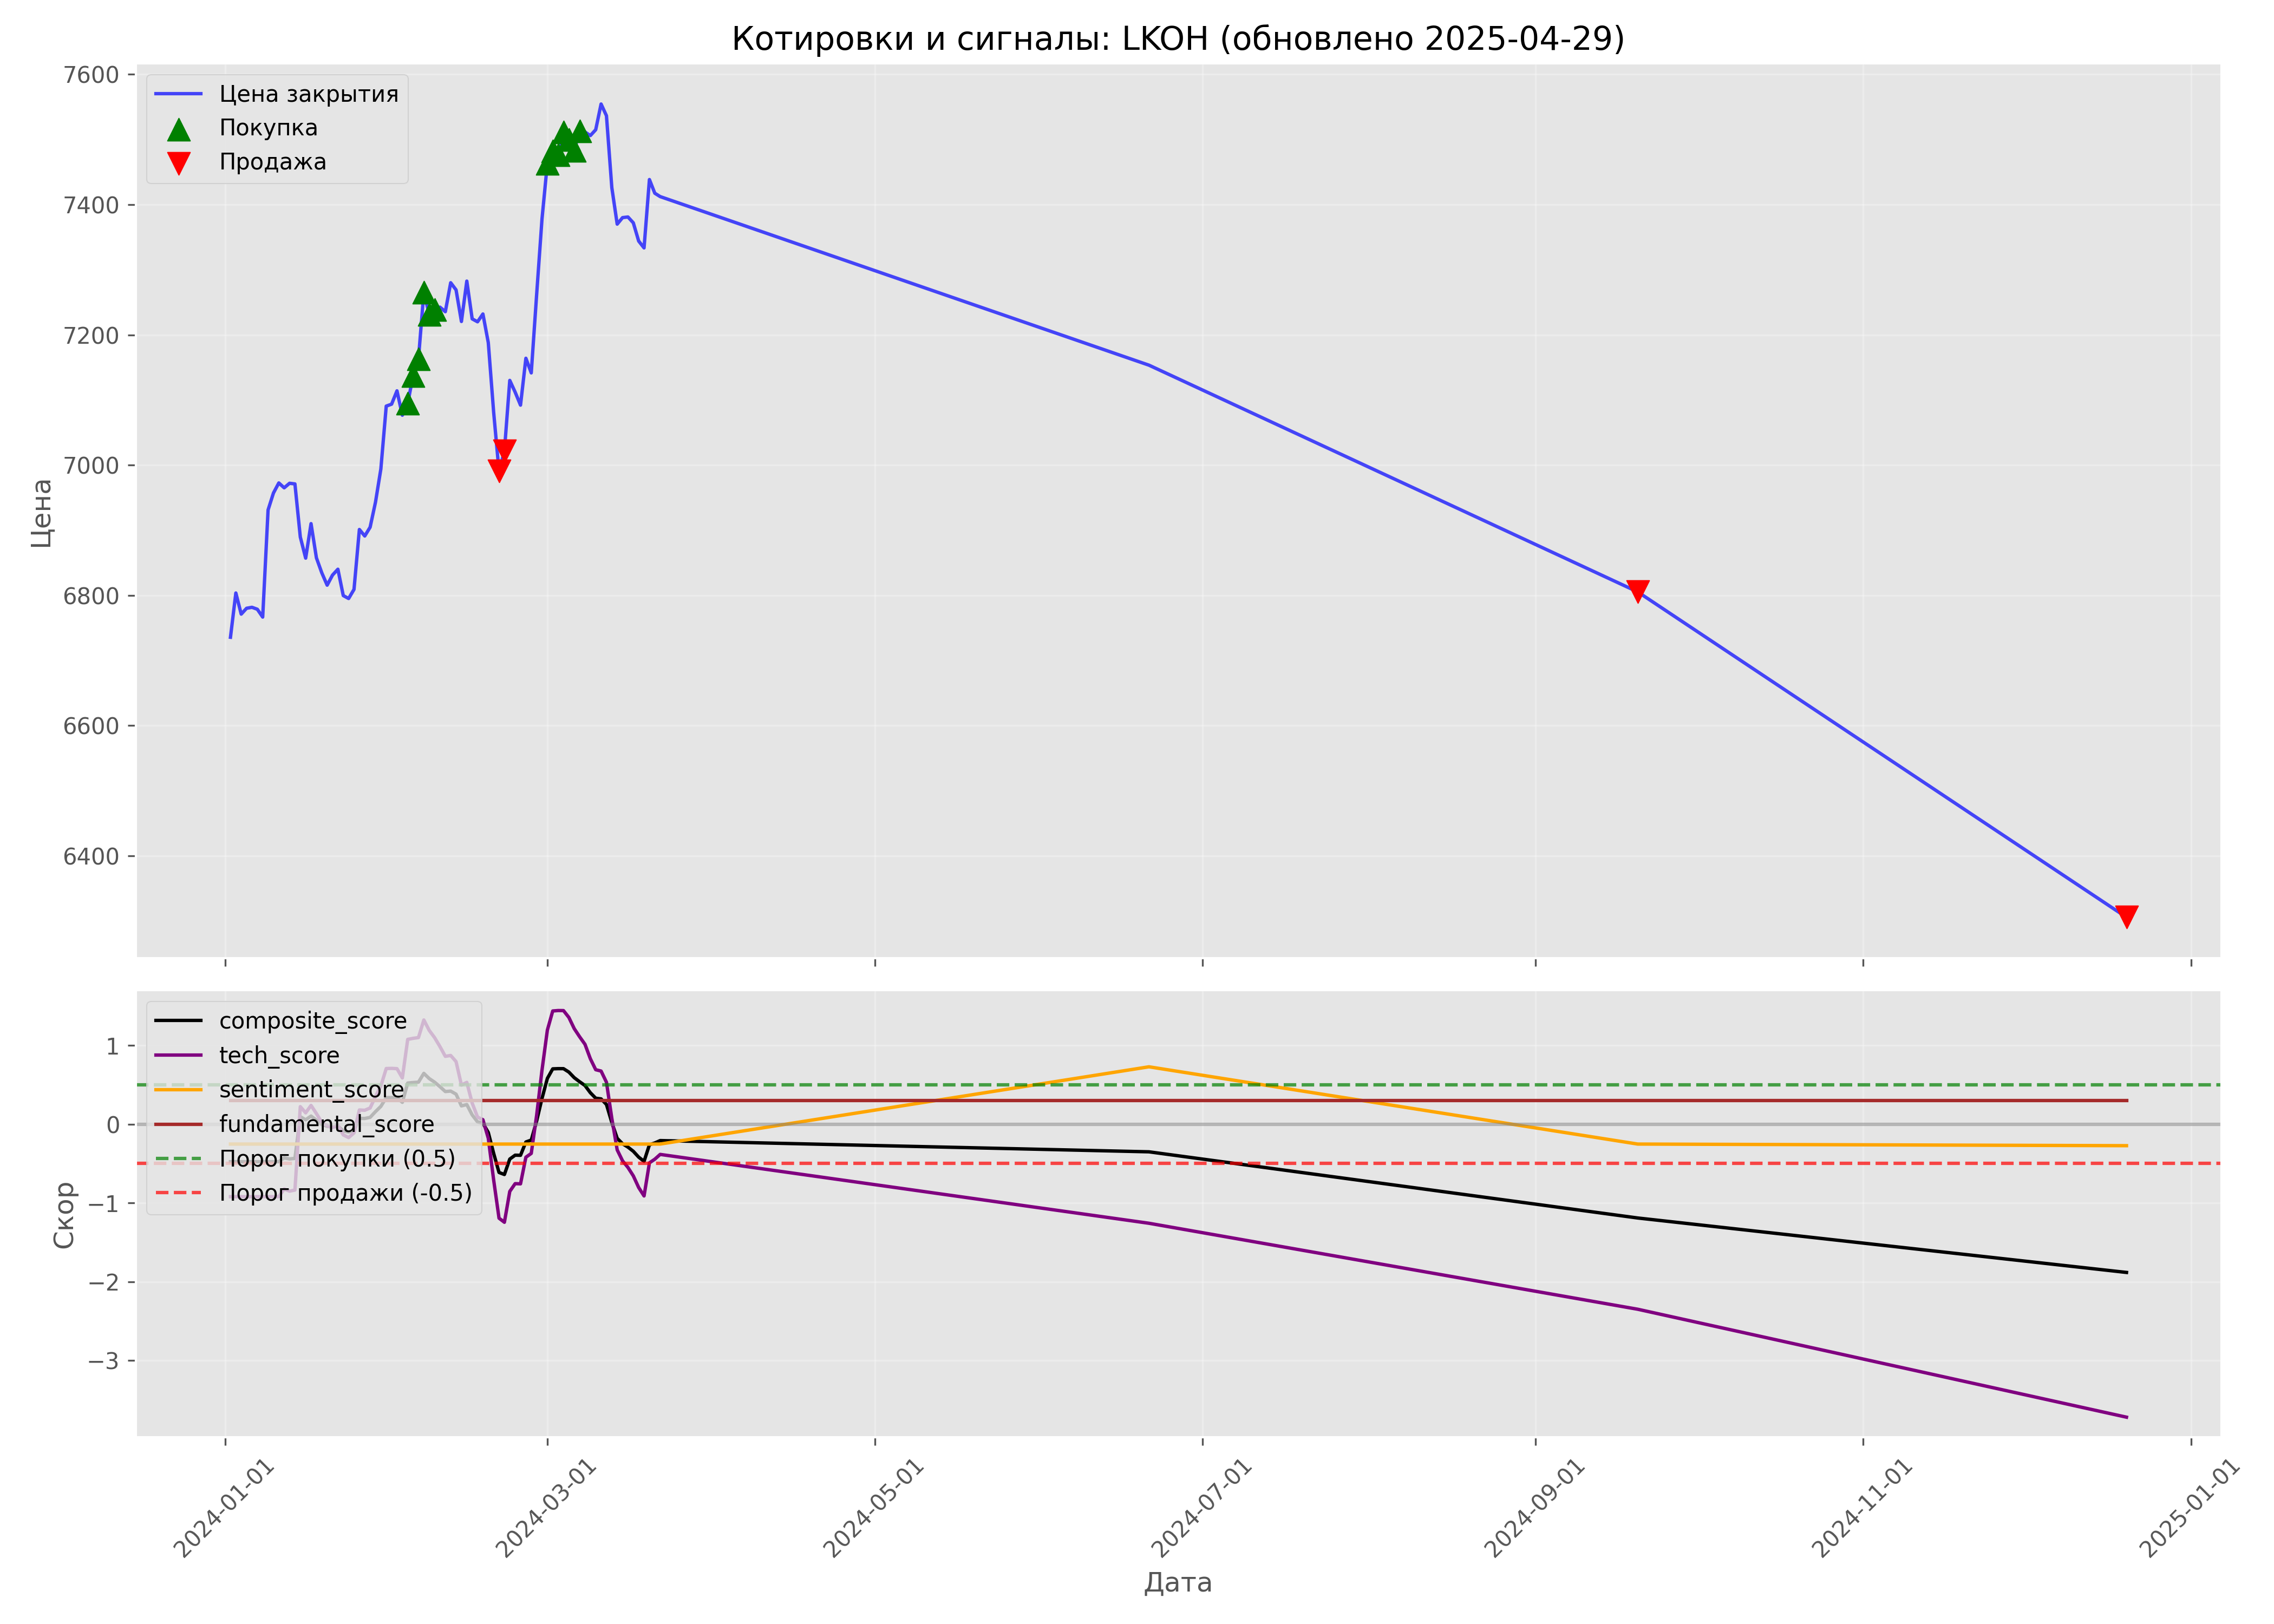 Котировки и сигналы: LKOH (обновлено 2025-04-29)
Цена закрытия
Покупка
Продажа
7600
7400
7200
7000
6800
6600
6400
Цена
composite_score
tech_score
sentiment_score
fundamental_score
Порог покупки (0.5)
Порог продажи (-0.5)
1
0
−1
−2
−3
Скор
2024-01-01
2024-03-01
2024-05-01
2024-07-01
2024-09-01
2024-11-01
2025-01-01
Дата